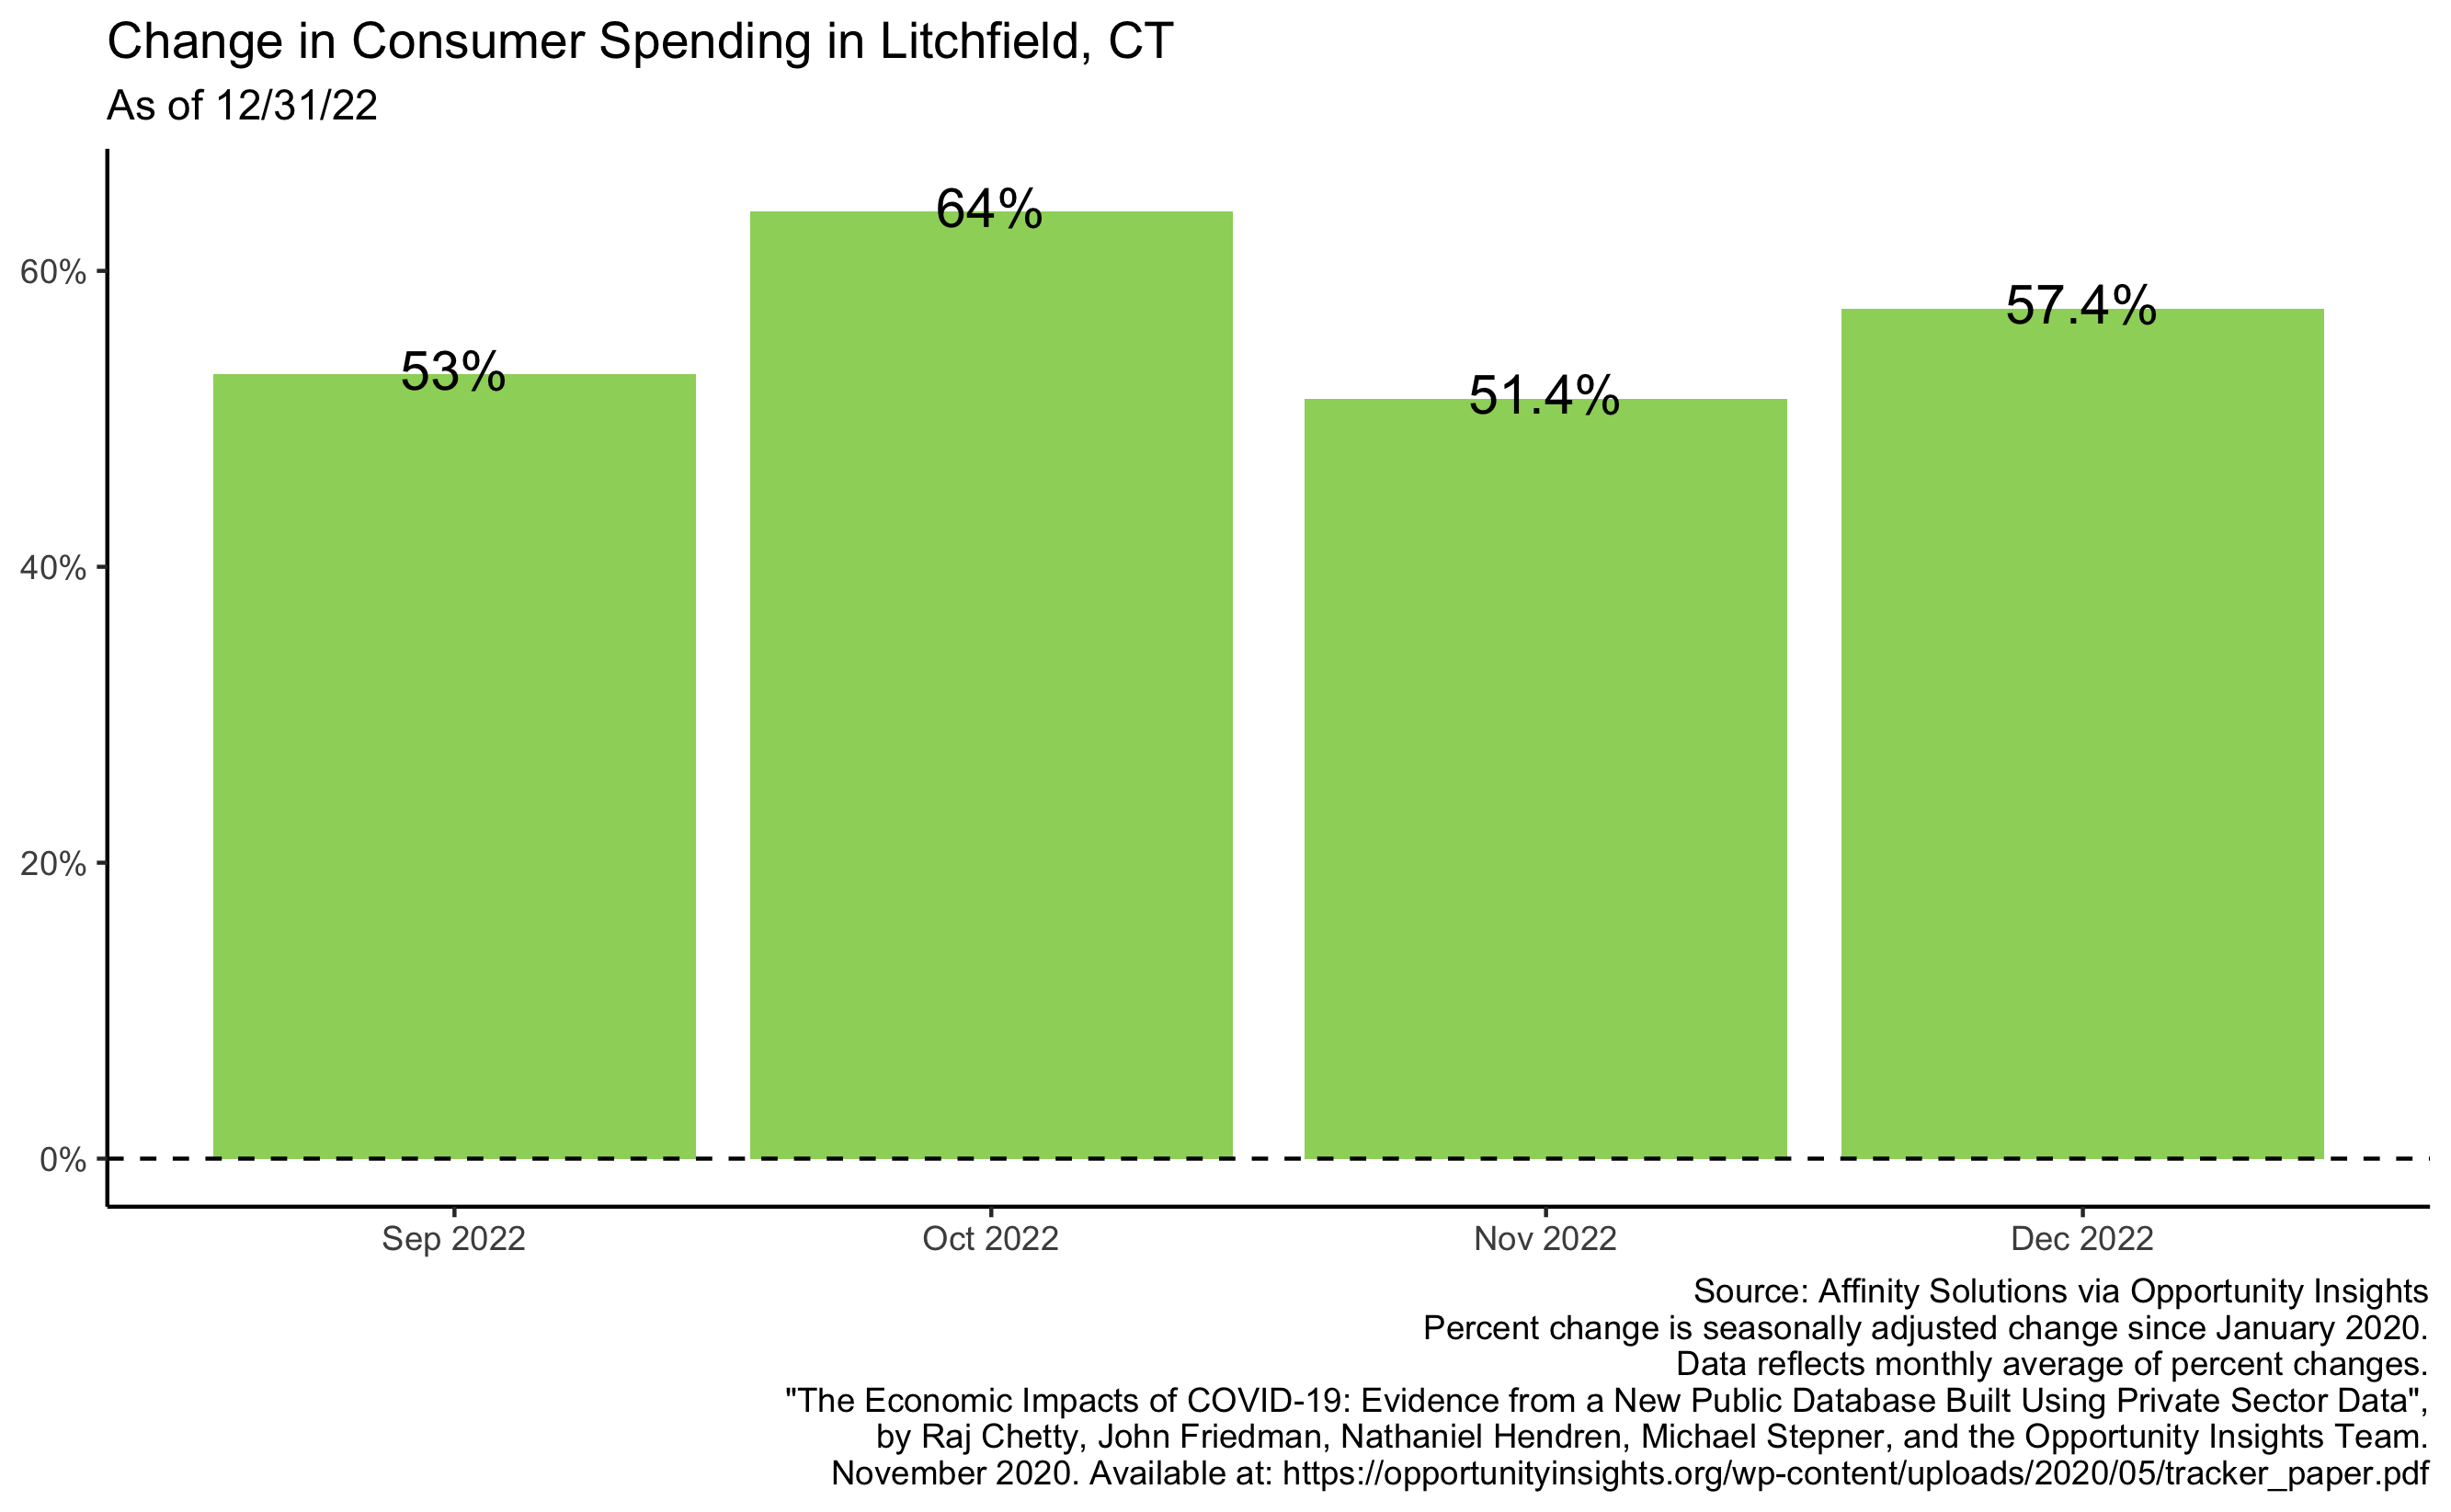 Change in Consumer Spending in Litchfield, CT
As of 12/31/22
64%
60%
57.4%
53%
51.4%
40%
20%
0%
Sep 2022
Oct 2022
Nov 2022
Dec 2022
Source: Affinity Solutions via Opportunity Insights
Percent change is seasonally adjusted change since January 2020.
Data reflects monthly average of percent changes.
"The Economic Impacts of COVID-19: Evidence from a New Public Database Built Using Private Sector Data",
by Raj Chetty, John Friedman, Nathaniel Hendren, Michael Stepner, and the Opportunity Insights Team.
November 2020. Available at: https://opportunityinsights.org/wp-content/uploads/2020/05/tracker_paper.pdf